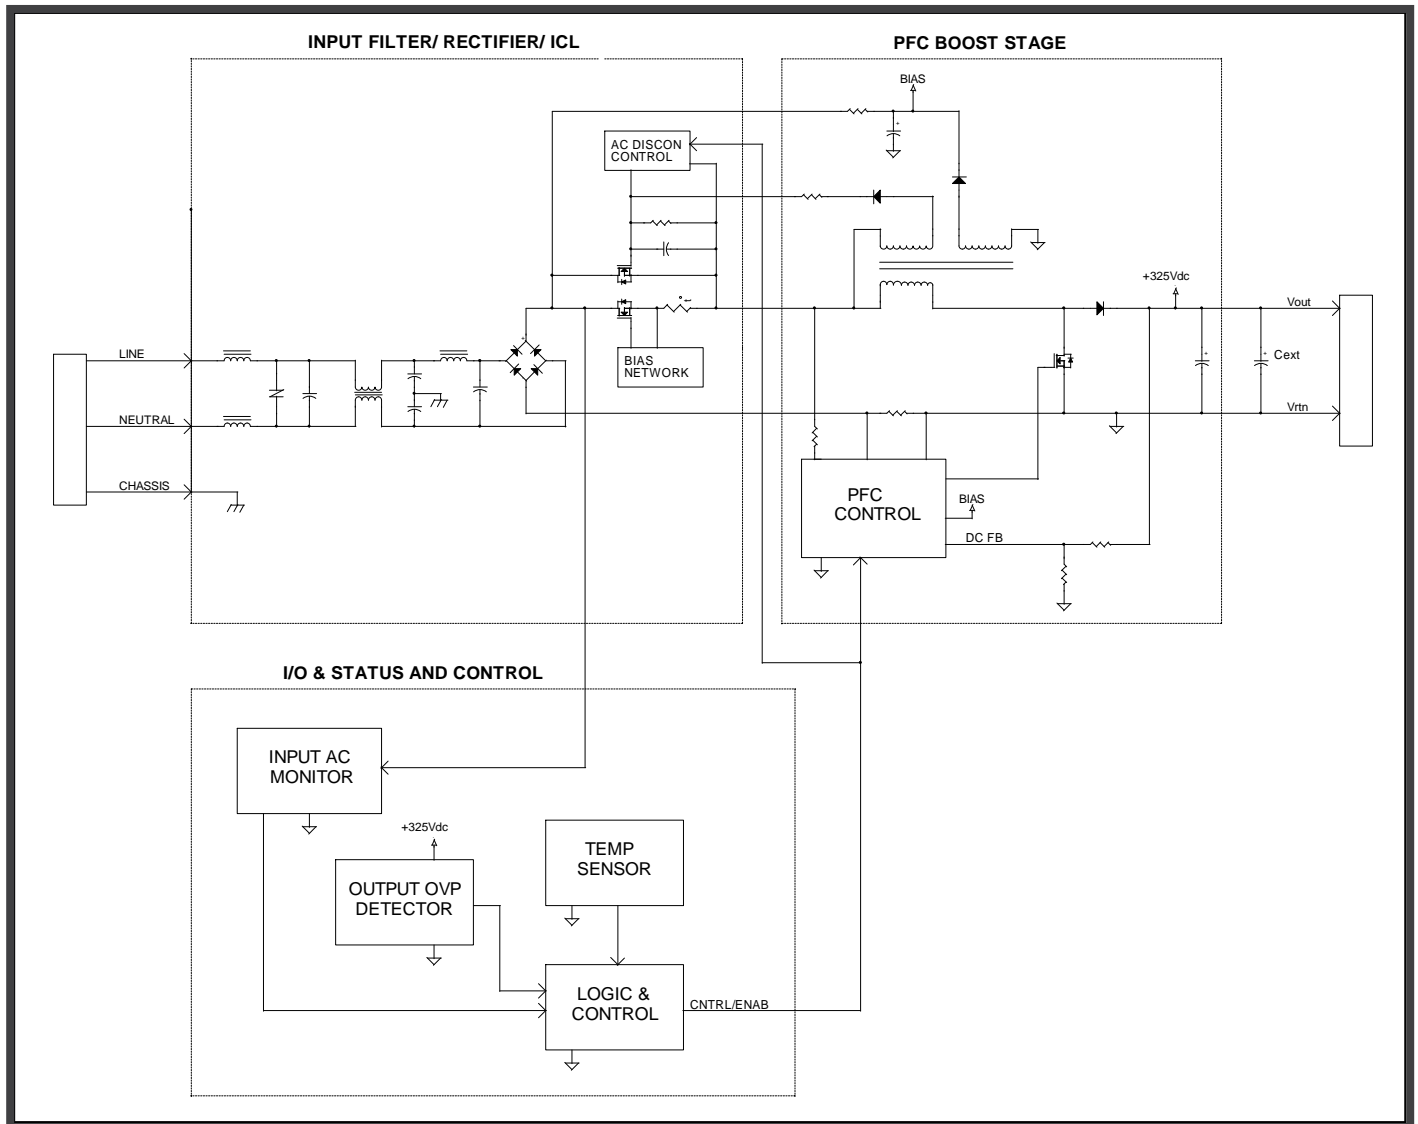 INPUT FILTER/ RECTIFIER/ ICL
PFC BOOST STAGE
BIAS
AC DISCON
CONTROL
+325Vdc
Vout
LINE
BIAS
NETWORK
Cext
NEUTRAL
Vrtn
CHASSIS
PFC
CONTROL
BIAS
DC FB
I/O & STATUS AND CONTROL
INPUT AC
MONITOR
+325Vdc
TEMP
SENSOR
OUTPUT OVP
DETECTOR
LOGIC &
CONTROL
CNTRL/ENAB